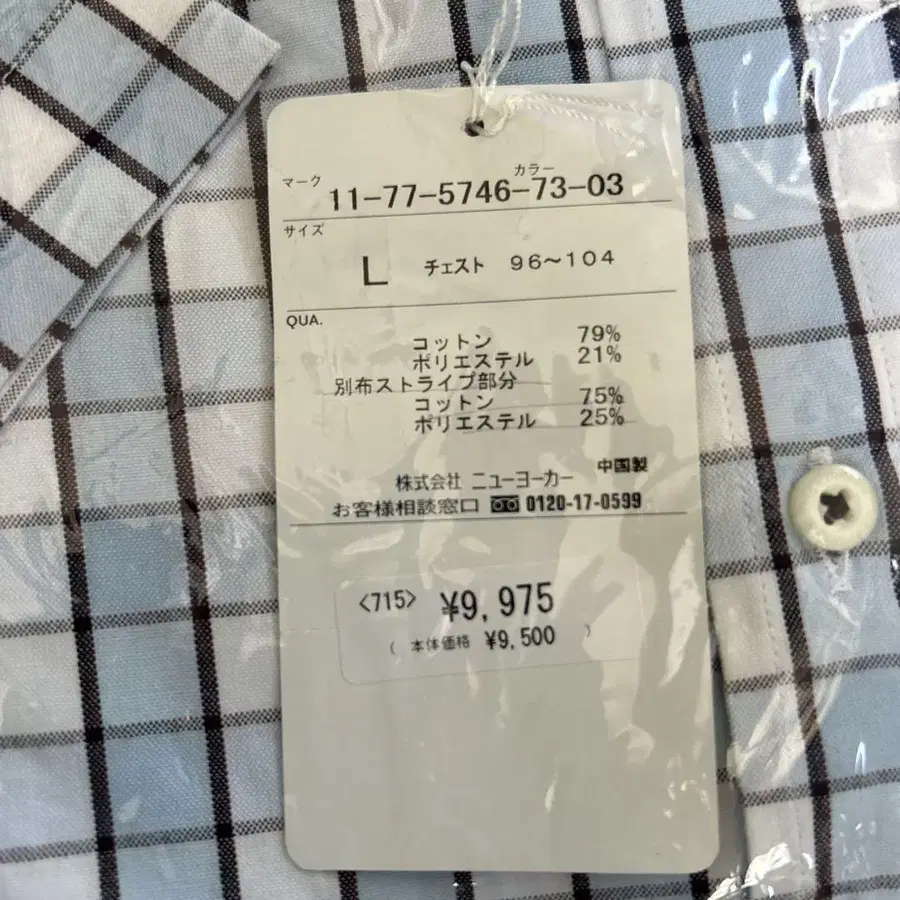 マーク カラー
11-77-5746-73-03
サイズ
L チェスト 96～104
QUA.
コットン 79%
ポリエステル 21%
別布ストライプ部分
コットン 75%
ポリエステル 25%
中国製
株式会社 ニューヨーカー
お客様相談窓口 0120-17-0599
<715> ¥9,975
( 本体価格 ¥9,500 )